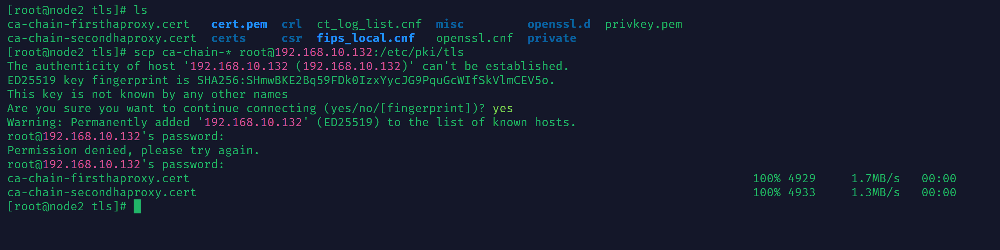 [root@node2 tls]# ls
ca-chain-firsthaproxy.cert   cert.pem  crl  ct_log_list.cnf  misc         openssl.d  privkey.pem
ca-chain-secondhaproxy.cert  certs     csr  fips_local.cnf   openssl.cnf  private
[root@node2 tls]# scp ca-chain-* root@192.168.10.132:/etc/pki/tls
The authenticity of host '192.168.10.132 (192.168.10.132)' can't be established.
ED25519 key fingerprint is SHA256:SHmwBKE2Bq59FDk0IzxYycJG9PquGcWIfSkVlmCEV5o.
This key is not known by any other names
Are you sure you want to continue connecting (yes/no/[fingerprint])? yes
Warning: Permanently added '192.168.10.132' (ED25519) to the list of known hosts.
root@192.168.10.132's password:
Permission denied, please try again.
root@192.168.10.132's password:
ca-chain-firsthaproxy.cert                                                                                100% 4929     1.7MB/s   00:00
ca-chain-secondhaproxy.cert                                                                               100% 4933     1.3MB/s   00:00
[root@node2 tls]#